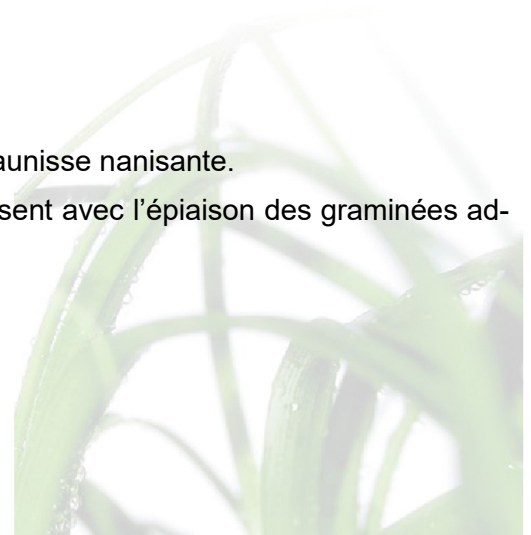 aunisse nanisante.
sent avec l’épiaison des graminées ad-